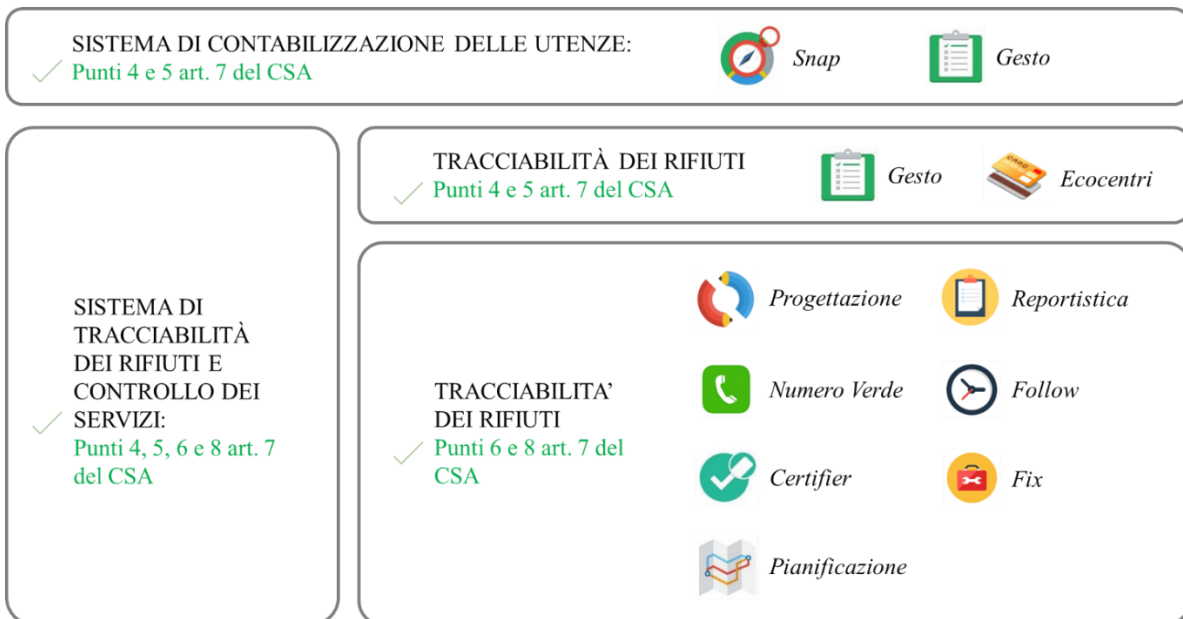 SISTEMA DI CONTABILIZZAZIONE DELLE UTENZE:
Punti 4 e 5 art. 7 del CSA
Snap
Gesto
TRACCIABILITÀ DEI RIFIUTI
Punti 4 e 5 art. 7 del CSA
Gesto
CARD
Ecocentri
SISTEMA DI
TRACCIABILITÀ
DEI RIFIUTI E
CONTROLLO DEI
SERVIZI:
Punti 4, 5, 6 e 8 art. 7
del CSA
TRACCIABILITA’
DEI RIFIUTI
Punti 6 e 8 art. 7 del
CSA
Progettazione
Reportistica
Numero Verde
Follow
Certifier
Fix
Pianificazione